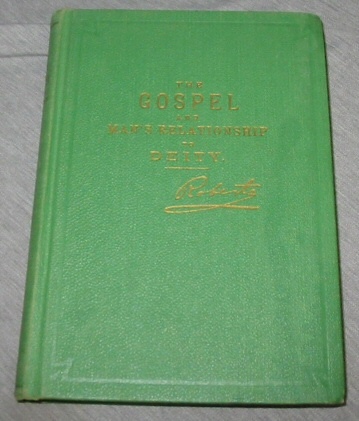 THE
GOSPEL
AND
MAN'S RELATIONSHIP
TO
DEITY.
Roberts